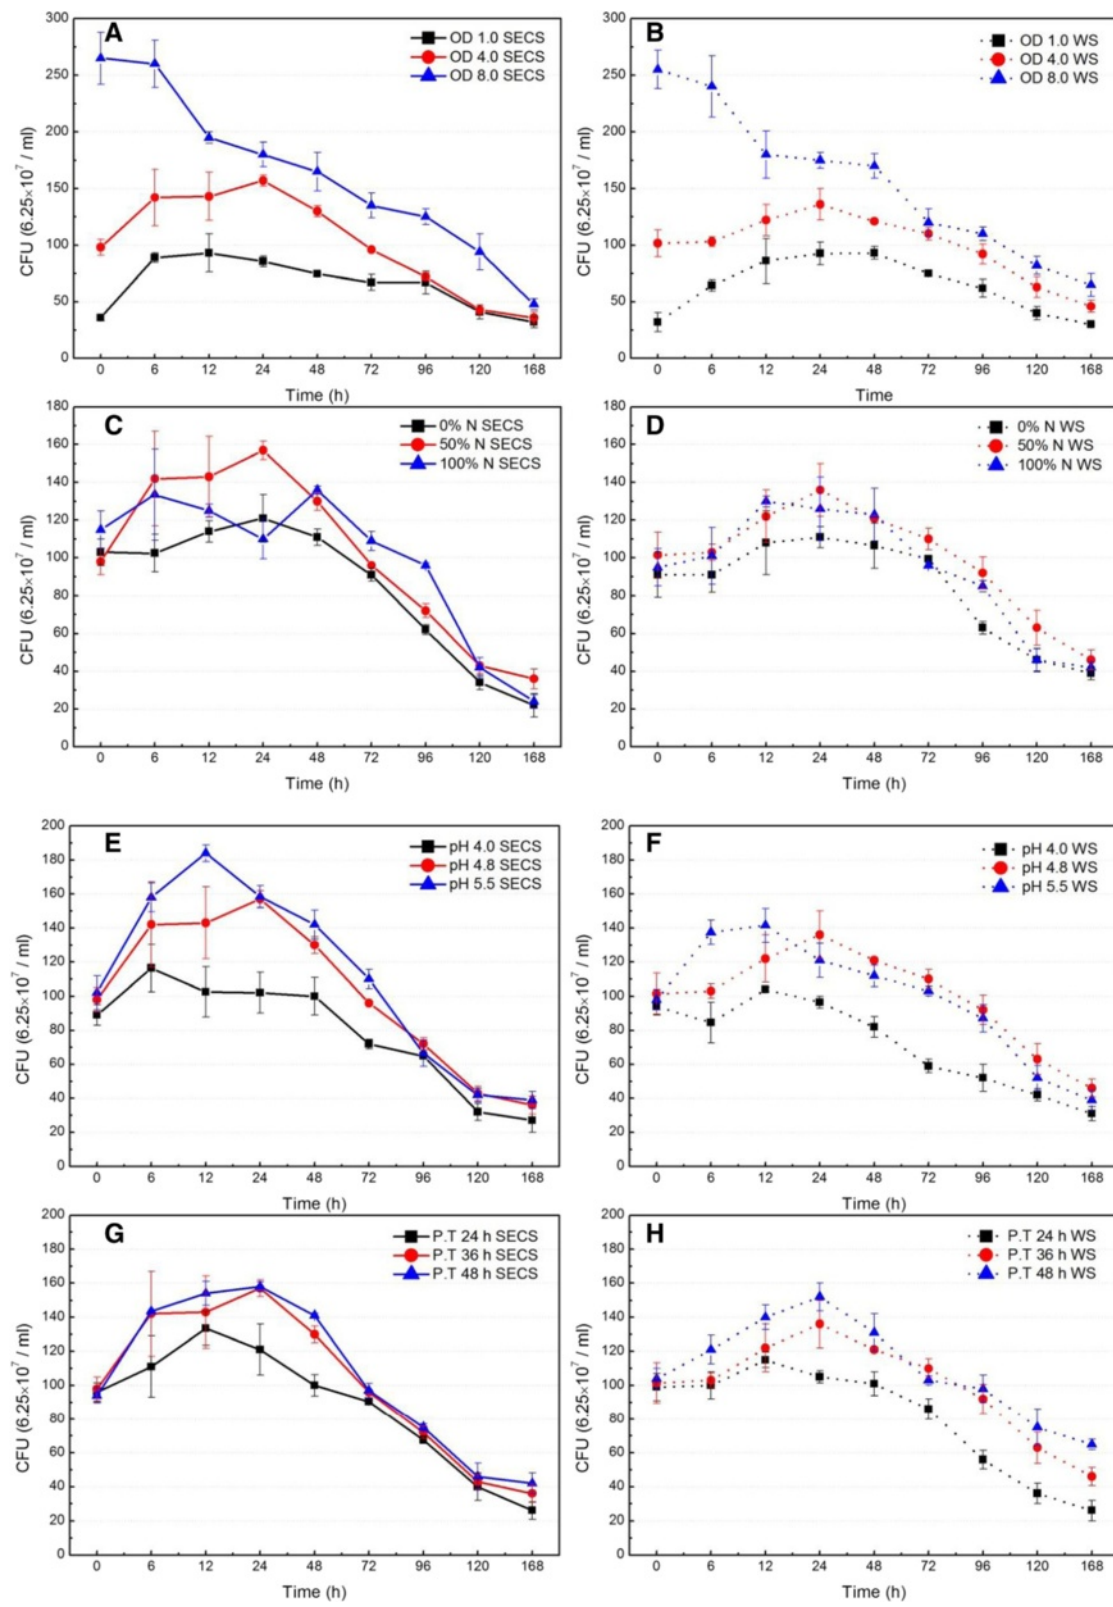 A
OD 1.0 SECS
OD 4.0 SECS
OD 8.0 SECS
CFU (6.25×10⁷ / ml)
300
250
200
150
100
50
0
0 6 12 24 48 72 96 120 168
Time (h)
B
OD 1.0 WS
OD 4.0 WS
OD 8.0 WS
CFU (6.25×10⁷ / ml)
300
250
200
150
100
50
0
0 6 12 24 48 72 96 120 168
Time
C
0% N SECS
50% N SECS
100% N SECS
CFU (6.25×10⁷ / ml)
180
160
140
120
100
80
60
40
20
0
0 6 12 24 48 72 96 120 168
Time (h)
D
0% N WS
50% N WS
100% N WS
CFU (6.25×10⁷ / ml)
180
160
140
120
100
80
60
40
20
0
0 6 12 24 48 72 96 120 168
Time (h)
E
pH 4.0 SECS
pH 4.8 SECS
pH 5.5 SECS
CFU (6.25×10⁷ / ml)
200
180
160
140
120
100
80
60
40
20
0
0 6 12 24 48 72 96 120 168
Time (h)
F
pH 4.0 WS
pH 4.8 WS
pH 5.5 WS
CFU (6.25×10⁷ / ml)
200
180
160
140
120
100
80
60
40
20
0
0 6 12 24 48 72 96 120 168
Time (h)
G
P.T 24 h SECS
P.T 36 h SECS
P.T 48 h SECS
CFU (6.25×10⁷ / ml)
200
180
160
140
120
100
80
60
40
20
0
0 6 12 24 48 72 96 120 168
Time (h)
H
P.T 24 h WS
P.T 36 h WS
P.T 48 h WS
CFU (6.25×10⁷ / ml)
200
180
160
140
120
100
80
60
40
20
0
0 6 12 24 48 72 96 120 168
Time (h)